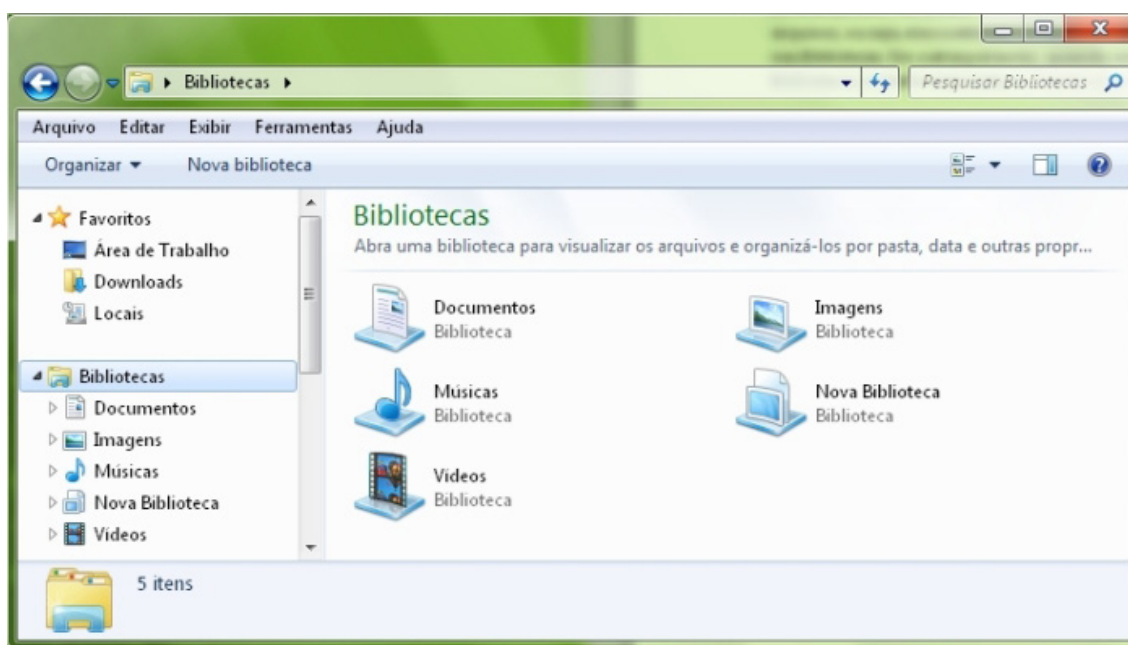 Bibliotecas
Pesquisar Bibliotecas
Arquivo Editar Exibir Ferramentas Ajuda
Organizar Nova biblioteca
Favoritos
Área de Trabalho
Downloads
Locais
Bibliotecas
Documentos
Imagens
Músicas
Nova Biblioteca
Vídeos
Bibliotecas
Abra uma biblioteca para visualizar os arquivos e organizá-los por pasta, data e outras propr...
Documentos
Biblioteca
Imagens
Biblioteca
Músicas
Biblioteca
Nova Biblioteca
Biblioteca
Vídeos
Biblioteca
5 itens